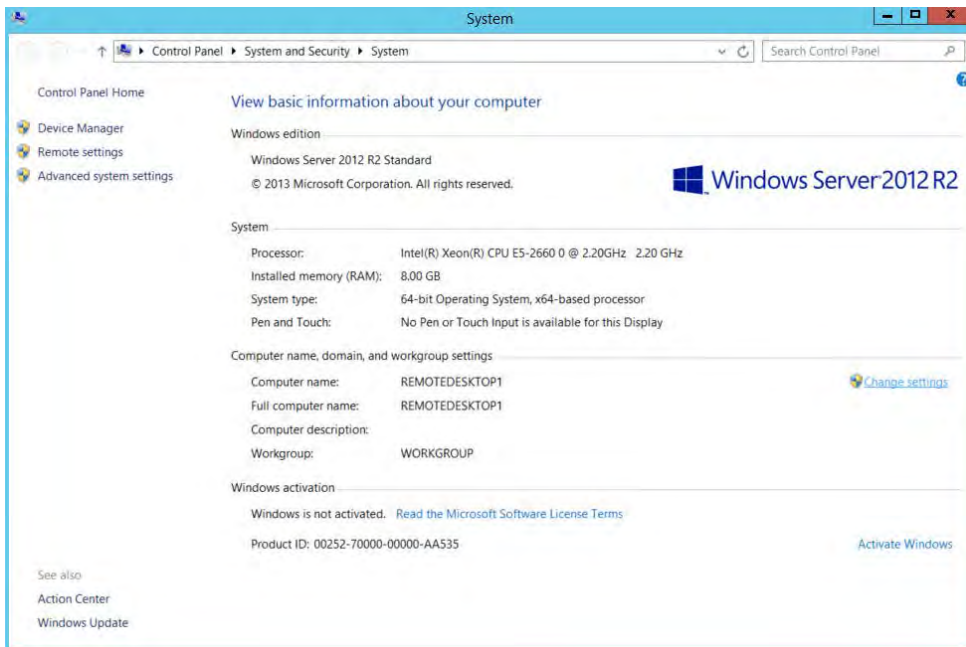 System
Control Panel ▸ System and Security ▸ System
Search Control Panel
Control Panel Home
Device Manager
Remote settings
Advanced system settings
View basic information about your computer
Windows edition
Windows Server 2012 R2 Standard
© 2013 Microsoft Corporation. All rights reserved.
Windows Server 2012 R2
System
Processor: Intel(R) Xeon(R) CPU E5-2660 0 @ 2.20GHz 2.20 GHz
Installed memory (RAM): 8.00 GB
System type: 64-bit Operating System, x64-based processor
Pen and Touch: No Pen or Touch Input is available for this Display
Computer name, domain, and workgroup settings
Computer name: REMOTEDESKTOP1
Change settings
Full computer name: REMOTEDESKTOP1
Computer description:
Workgroup: WORKGROUP
Windows activation
Windows is not activated. Read the Microsoft Software License Terms
Product ID: 00252-70000-00000-AA535
Activate Windows
See also
Action Center
Windows Update